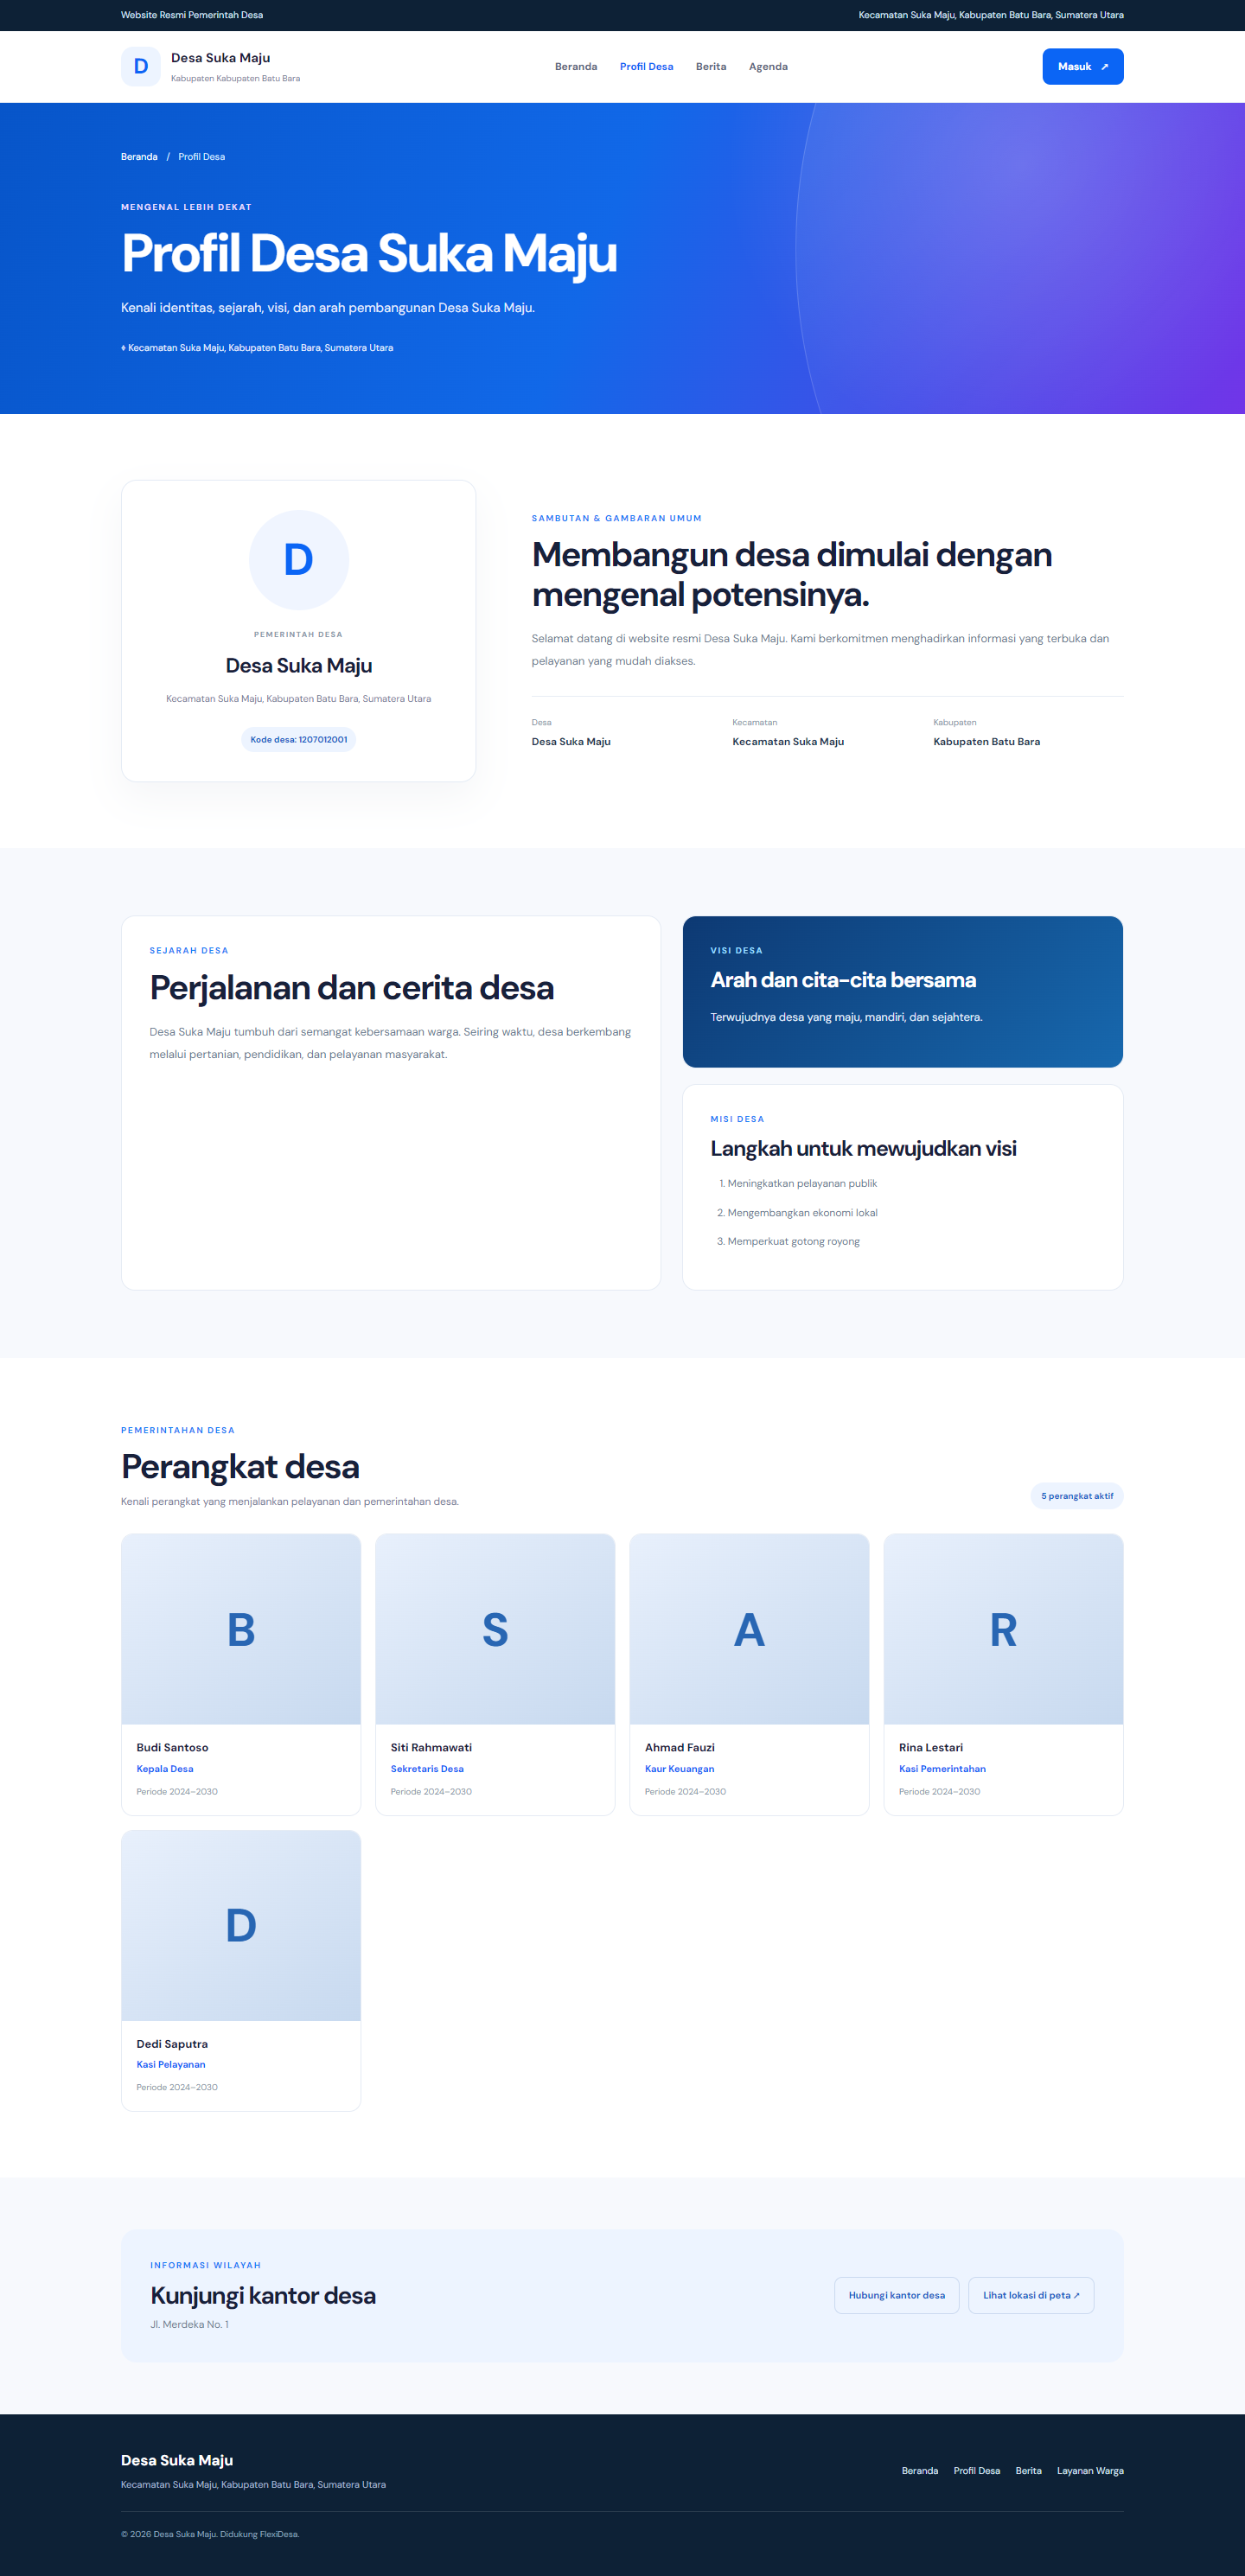 Website Resmi Pemerintah Desa
Kecamatan Suka Maju, Kabupaten Batu Bara, Sumatera Utara
D
Desa Suka Maju
Kabupaten Kabupaten Batu Bara
Beranda
Profil Desa
Berita
Agenda
Masuk ↗
Beranda / Profil Desa
MENGENAL LEBIH DEKAT
Profil Desa Suka Maju
Kenali identitas, sejarah, visi, dan arah pembangunan Desa Suka Maju.
♦ Kecamatan Suka Maju, Kabupaten Batu Bara, Sumatera Utara
D
PEMERINTAH DESA
Desa Suka Maju
Kecamatan Suka Maju, Kabupaten Batu Bara, Sumatera Utara
Kode desa: 1207012001
SAMBUTAN & GAMBARAN UMUM
Membangun desa dimulai dengan
mengenal potensinya.
Selamat datang di website resmi Desa Suka Maju. Kami berkomitmen menghadirkan informasi yang terbuka dan
pelayanan yang mudah diakses.
Desa
Desa Suka Maju
Kecamatan
Kecamatan Suka Maju
Kabupaten
Kabupaten Batu Bara
SEJARAH DESA
Perjalanan dan cerita desa
Desa Suka Maju tumbuh dari semangat kebersamaan warga. Seiring waktu, desa berkembang
melalui pertanian, pendidikan, dan pelayanan masyarakat.
VISI DESA
Arah dan cita-cita bersama
Terwujudnya desa yang maju, mandiri, dan sejahtera.
MISI DESA
Langkah untuk mewujudkan visi
1. Meningkatkan pelayanan publik
2. Mengembangkan ekonomi lokal
3. Memperkuat gotong royong
PEMERINTAHAN DESA
Perangkat desa
Kenali perangkat yang menjalankan pelayanan dan pemerintahan desa.
5 perangkat aktif
B
Budi Santoso
Kepala Desa
Periode 2024–2030
S
Siti Rahmawati
Sekretaris Desa
Periode 2024–2030
A
Ahmad Fauzi
Kaur Keuangan
Periode 2024–2030
R
Rina Lestari
Kasi Pemerintahan
Periode 2024–2030
D
Dedi Saputra
Kasi Pelayanan
Periode 2024–2030
INFORMASI WILAYAH
Kunjungi kantor desa
Jl. Merdeka No. 1
Hubungi kantor desa
Lihat lokasi di peta ↗
Desa Suka Maju
Kecamatan Suka Maju, Kabupaten Batu Bara, Sumatera Utara
Beranda
Profil Desa
Berita
Layanan Warga
© 2026 Desa Suka Maju. Didukung FlexiDesa.